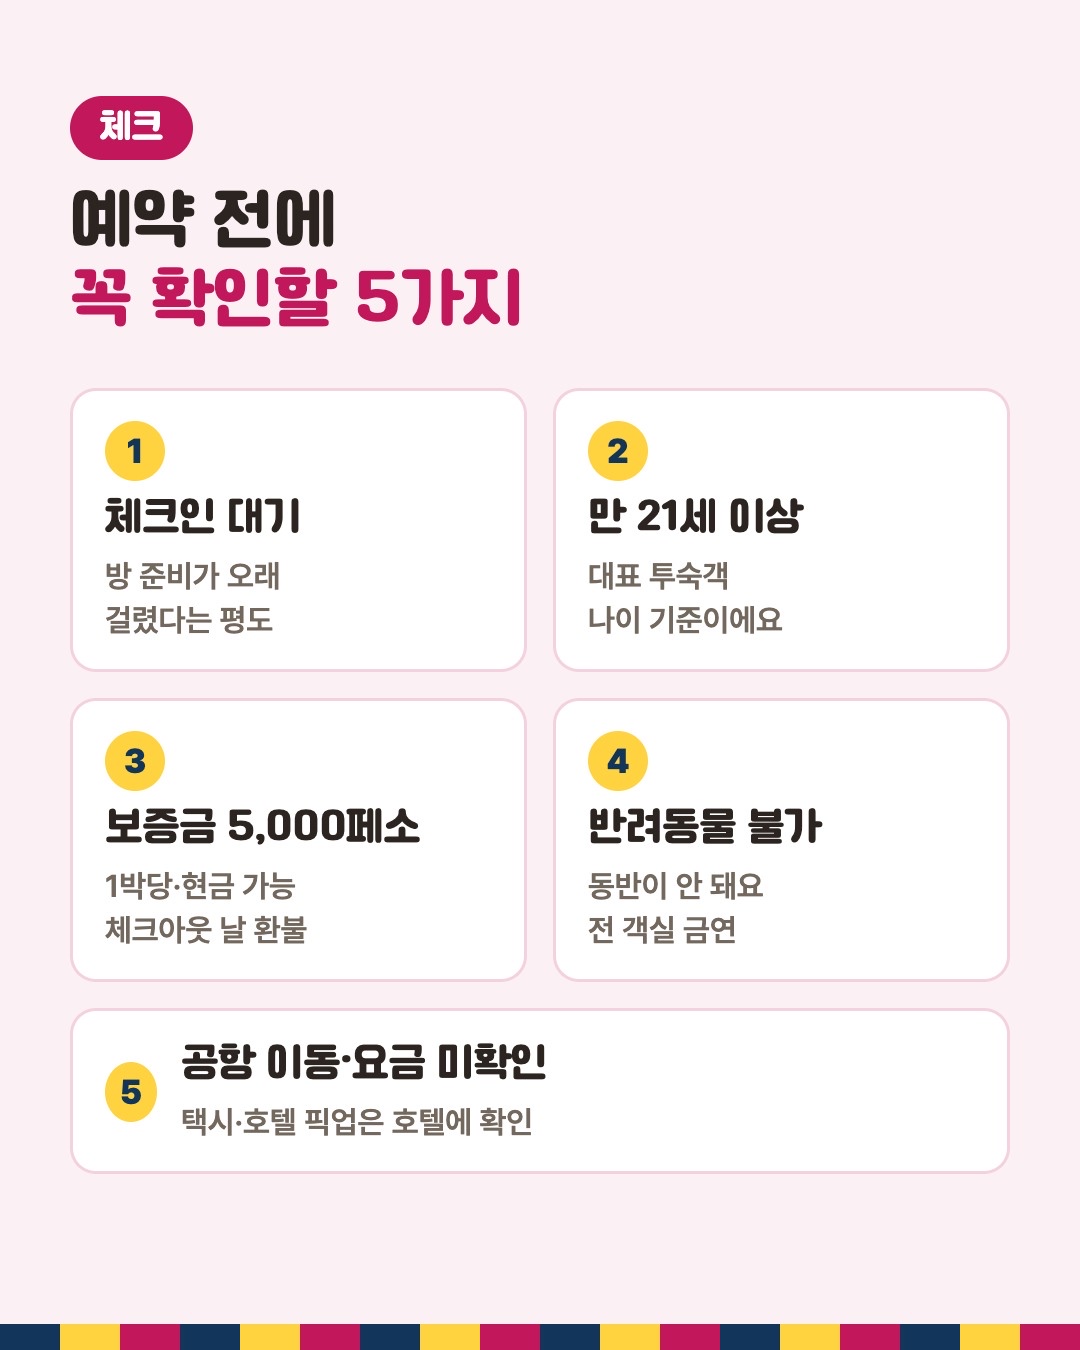 체크
예약 전에
꼭 확인할 5가지
1
체크인 대기
방 준비가 오래
걸렸다는 평도
2
만 21세 이상
대표 투숙객
나이 기준이에요
3
보증금 5,000페소
1박당·현금 가능
체크아웃 날 환불
4
반려동물 불가
동반이 안 돼요
전 객실 금연
5
공항 이동·요금 미확인
택시·호텔 픽업은 호텔에 확인